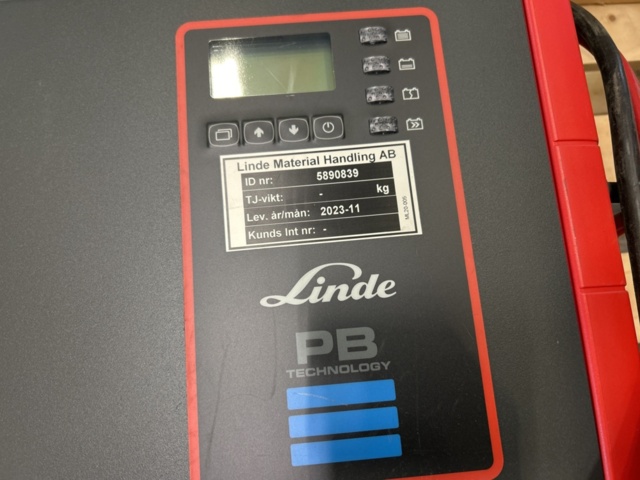 Linde Material Handling AB
ID nr: 5890839
TJ-vikt: - kg
Lev. år/mån: 2023-11
Kunds Int nr: -
Linde
PB
TECHNOLOGY